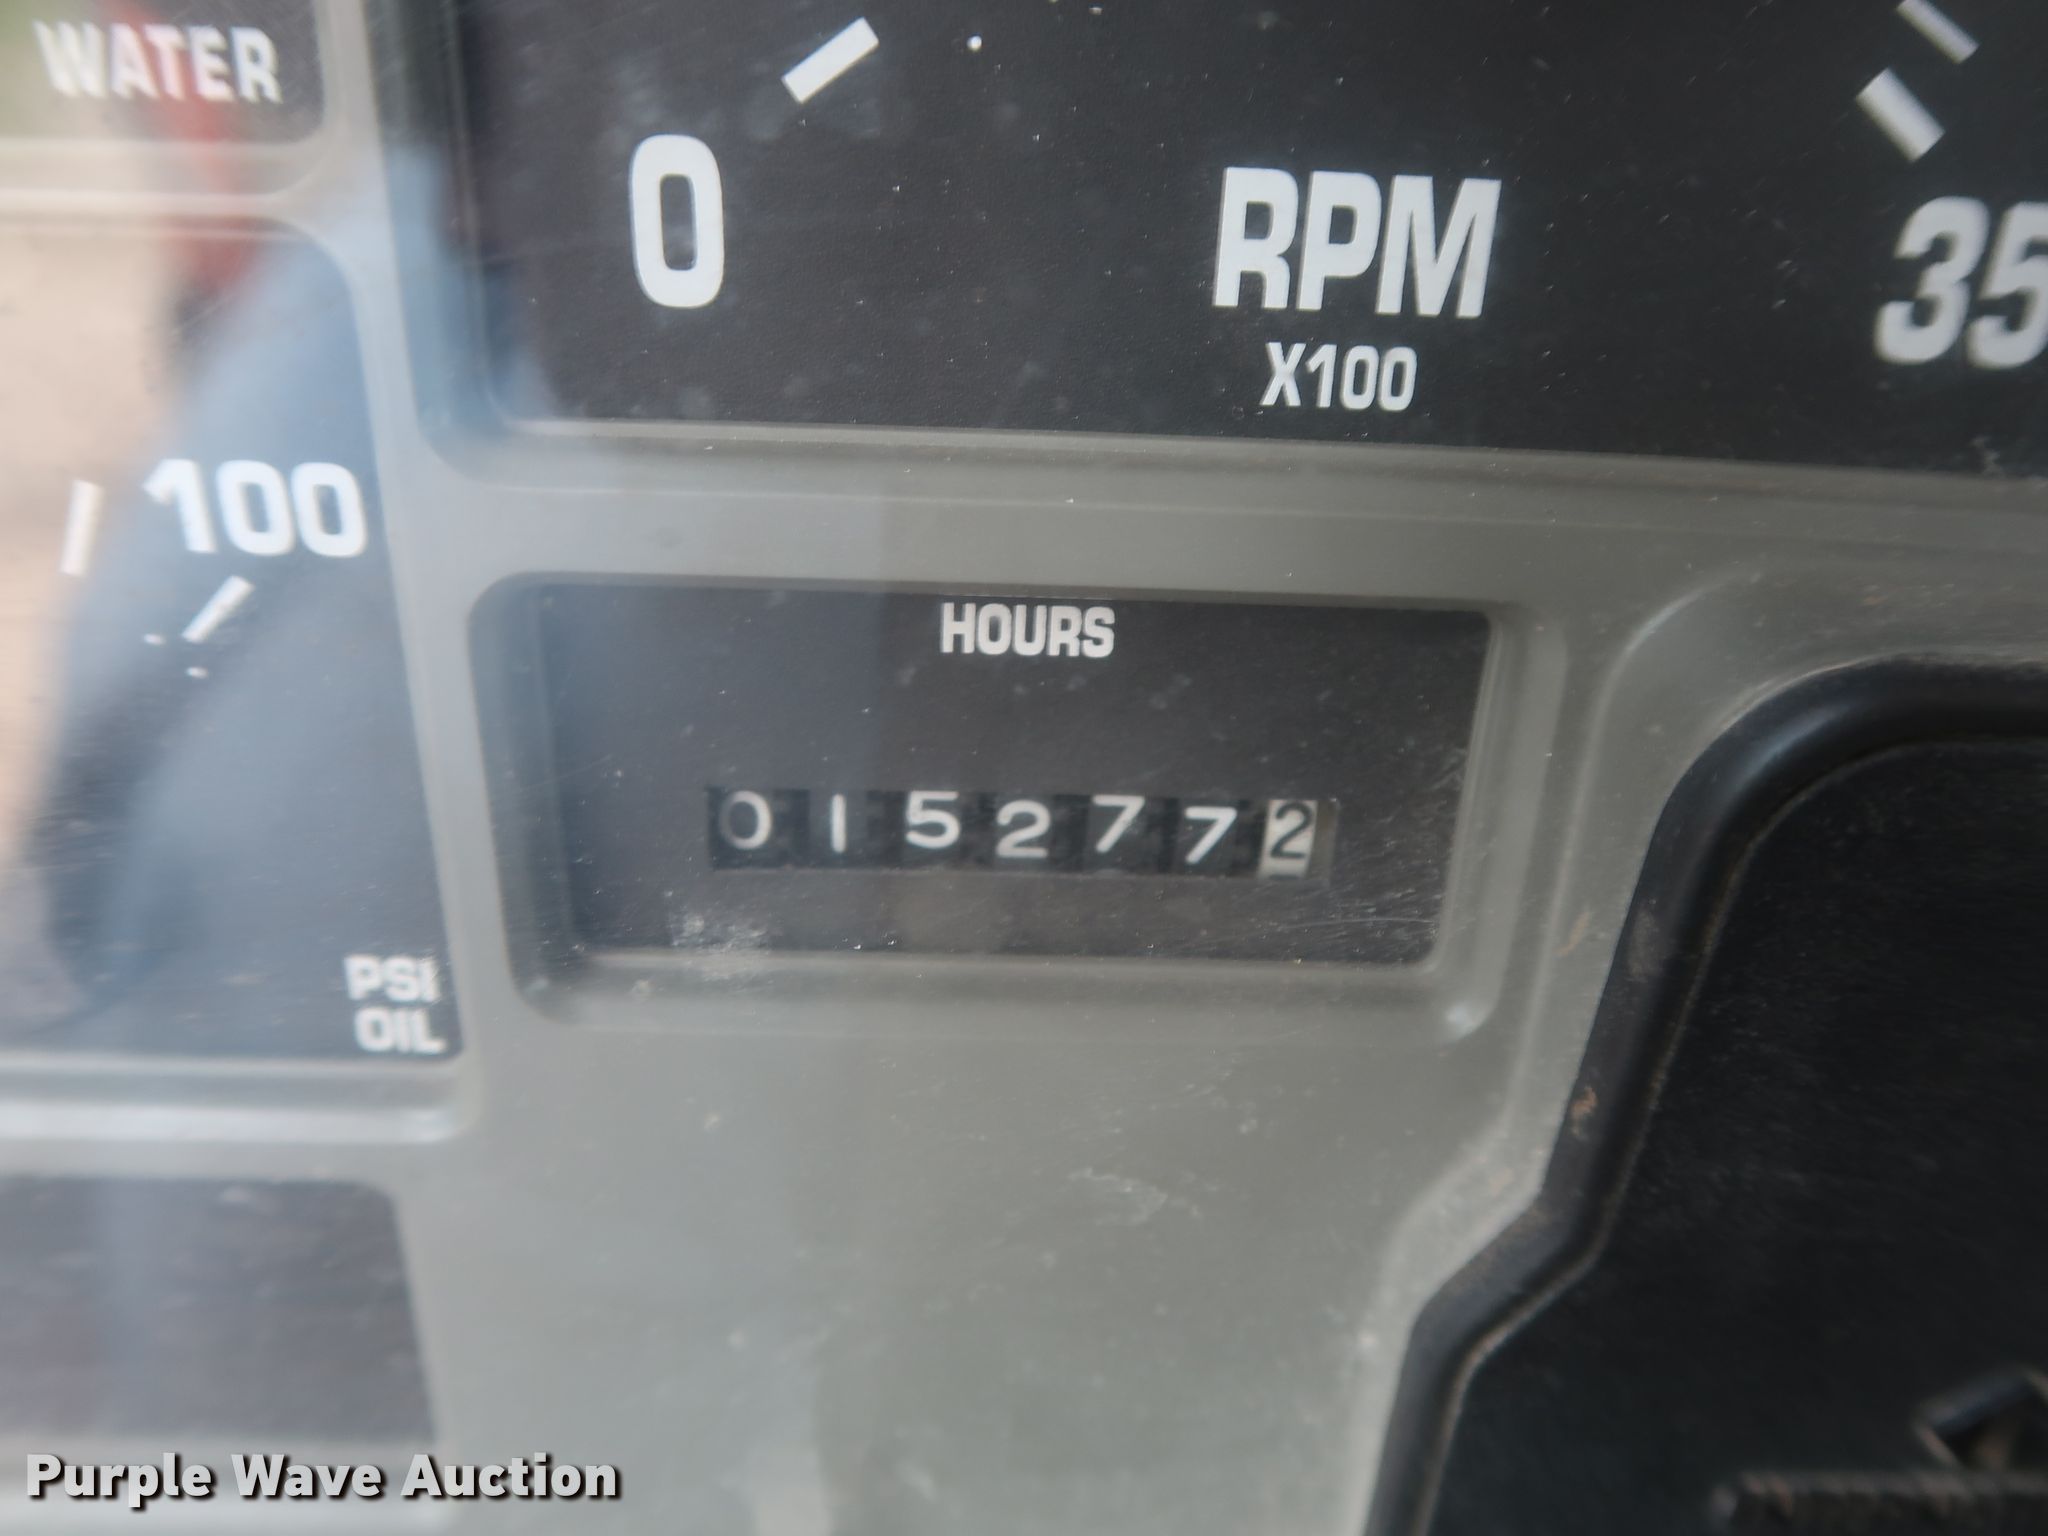 WATER
0
RPM
X100
35
100
HOURS
0152772
PSI
OIL
Purple Wave Auction